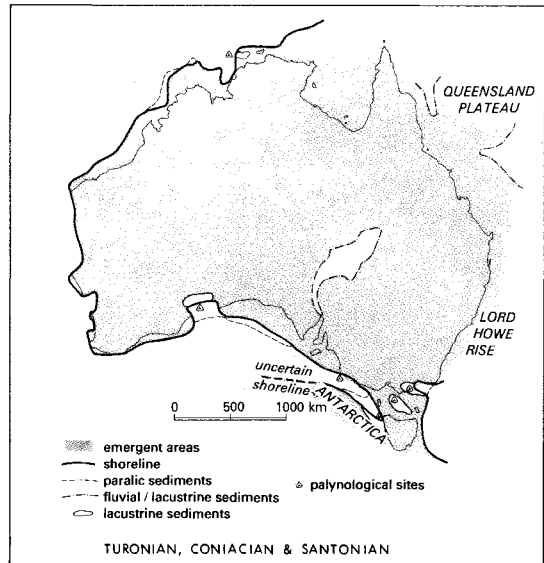 QUEENSLAND
PLATEAU
LORD
HOWE
RISE
uncertain
shoreline
ANTARCTICA
0 500 1000 km
emergent areas
shoreline
paralic sediments
fluvial / lacustrine sediments
palynological sites
lacustrine sediments
TURONIAN, CONIACIAN & SANTONIAN